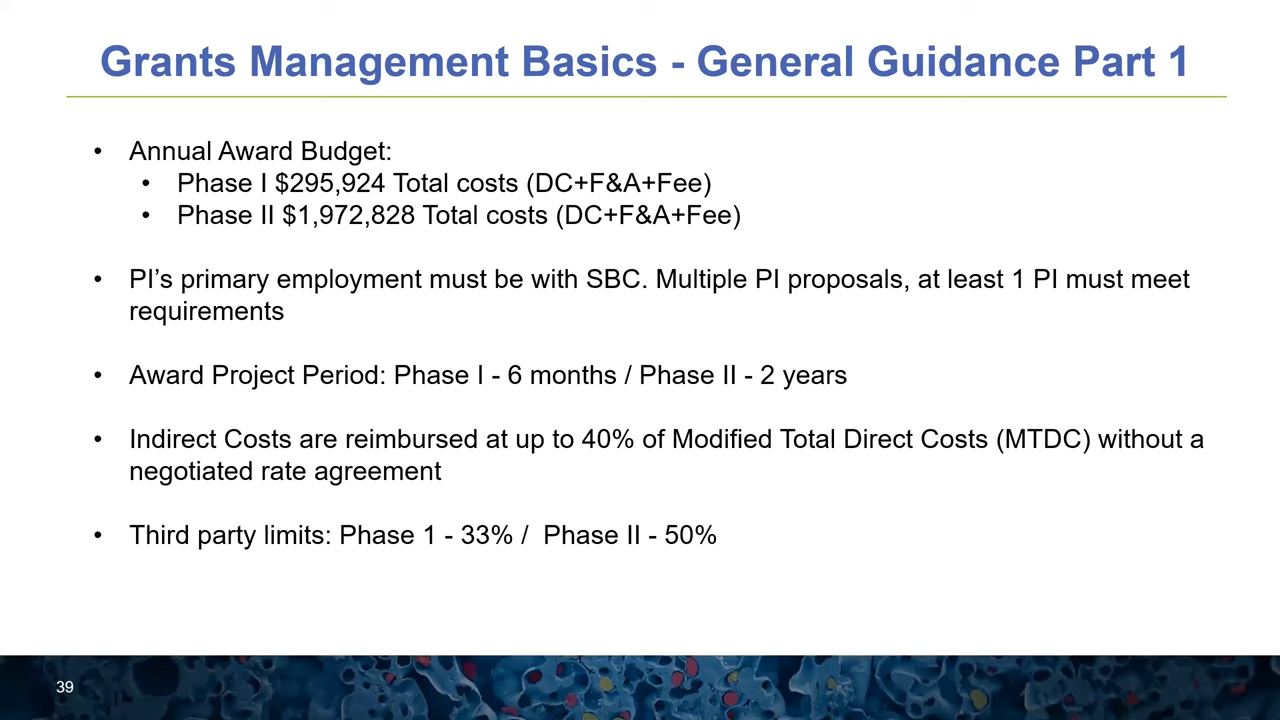 Grants Management Basics - General Guidance Part 1
• Annual Award Budget:
• Phase I $295,924 Total costs (DC+F&A+Fee)
• Phase II $1,972,828 Total costs (DC+F&A+Fee)
• PI’s primary employment must be with SBC. Multiple PI proposals, at least 1 PI must meet
requirements
• Award Project Period: Phase I - 6 months / Phase II - 2 years
• Indirect Costs are reimbursed at up to 40% of Modified Total Direct Costs (MTDC) without a
negotiated rate agreement
• Third party limits: Phase 1 - 33% /  Phase II - 50%
39